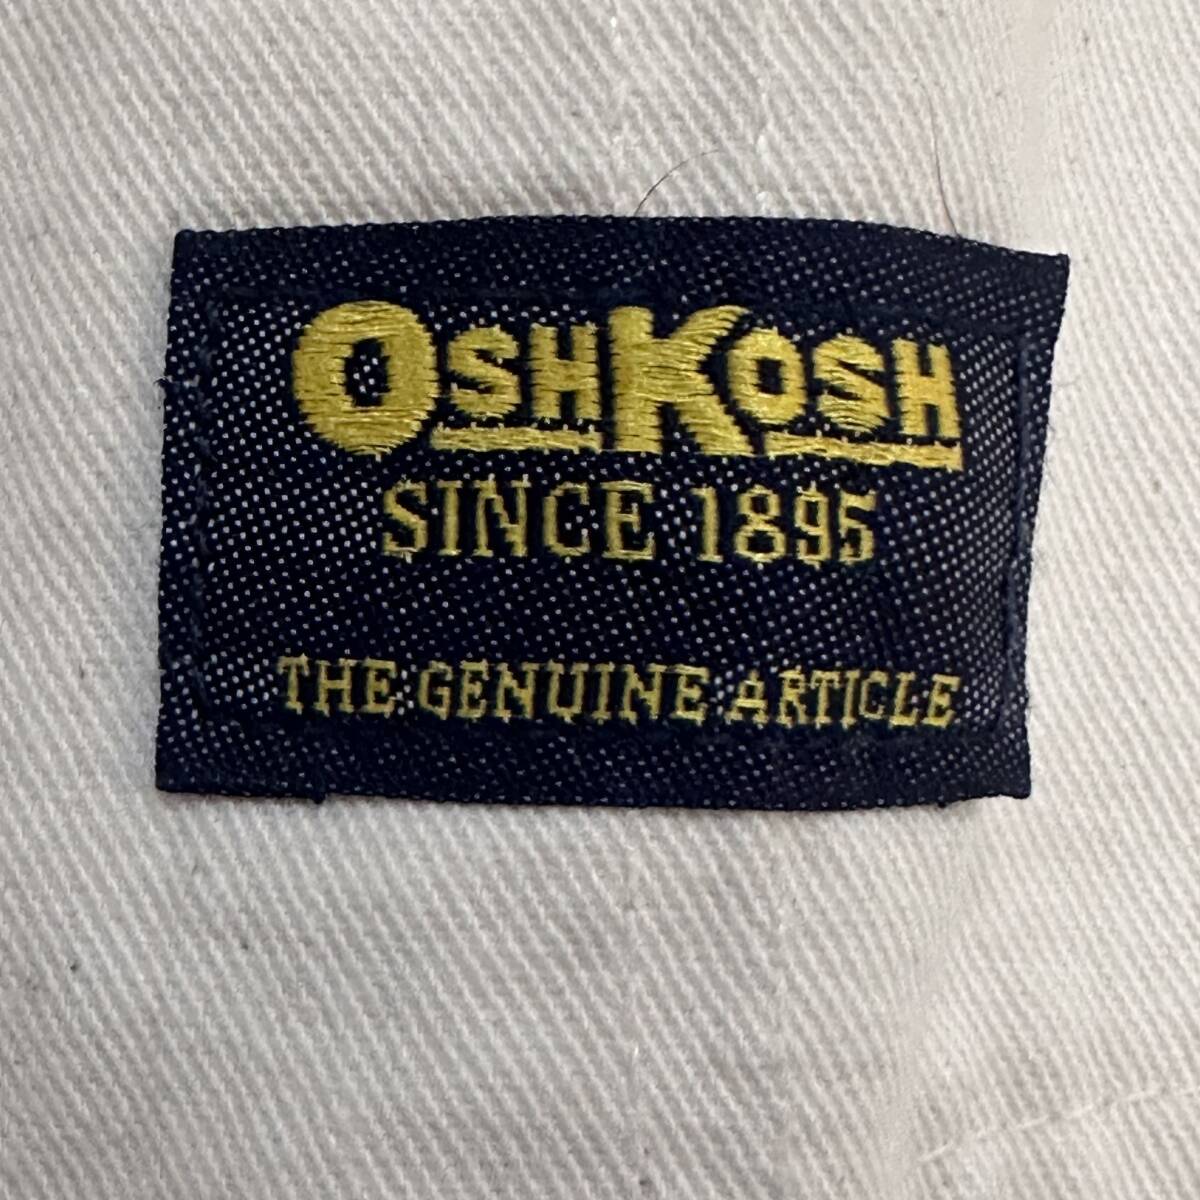 OSHKOSH
SINCE 1895
THE GENUINE ARTICLE